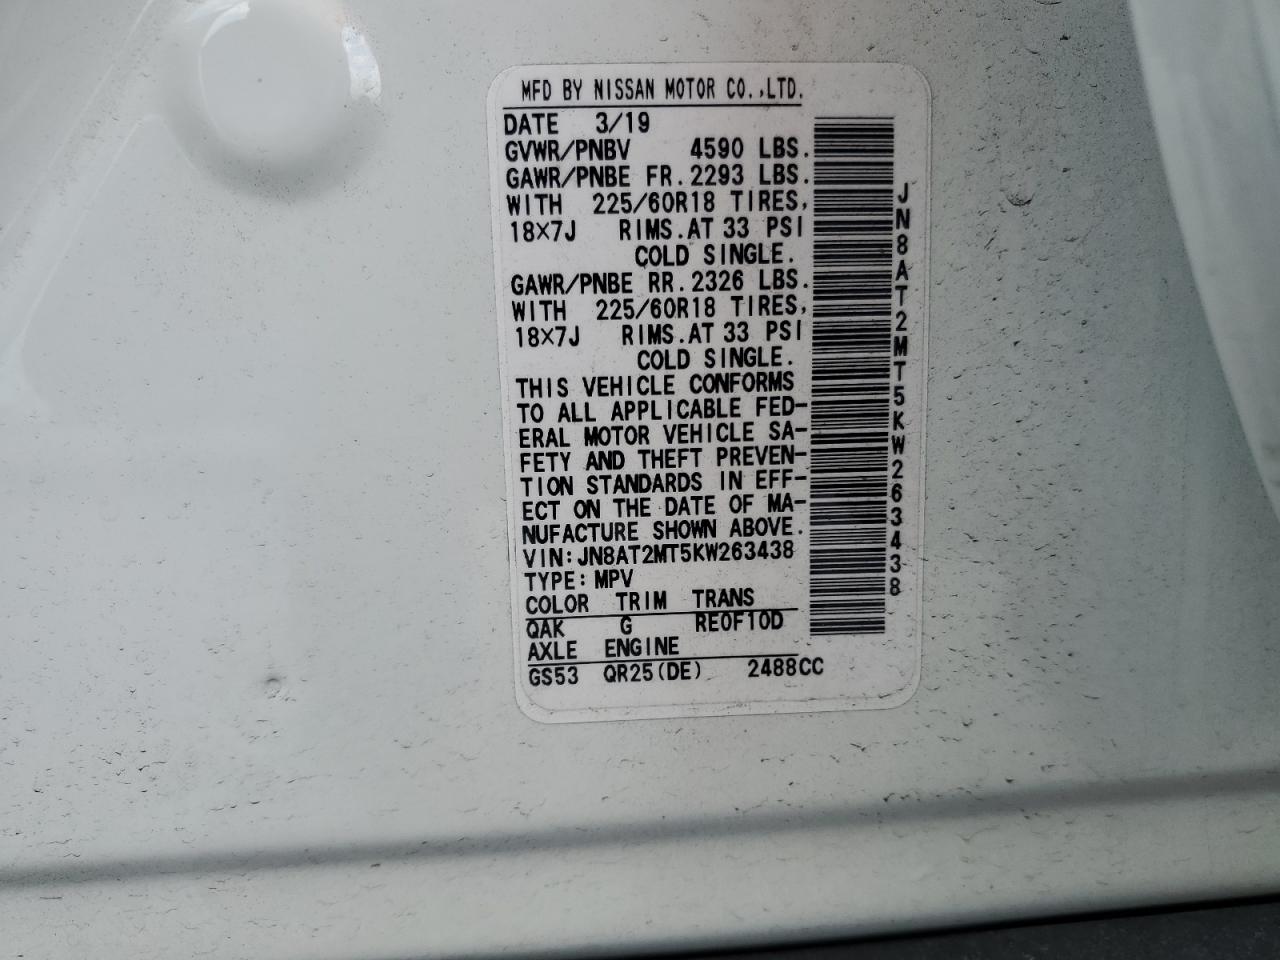 MFD BY NISSAN MOTOR CO.,LTD.
DATE 3/19
GVWR/PNBV 4590 LBS.
GAWR/PNBE FR. 2293 LBS.
WITH 225/60R18 TIRES,
18×7J RIMS. AT 33 PSI
COLD SINGLE.
GAWR/PNBE RR. 2326 LBS.
WITH 225/60R18 TIRES,
18×7J RIMS. AT 33 PSI
COLD SINGLE.
THIS VEHICLE CONFORMS
TO ALL APPLICABLE FED-
ERAL MOTOR VEHICLE SA-
FETY AND THEFT PREVEN-
TION STANDARDS IN EFF-
ECT ON THE DATE OF MA-
NUFACTURE SHOWN ABOVE.
VIN:JN8AT2MT5KW263438
TYPE:MPV
COLOR TRIM TRANS
QAK G RE0F10D
AXLE ENGINE
GS53 QR25(DE) 2488CC
JN8AT2MT5KW263438